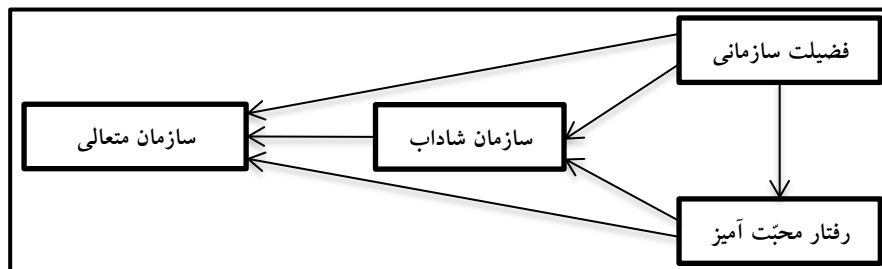 فضیلت سازمانی
سازمان شاداب
سازمان متعالی
رفتار محبّت آمیز